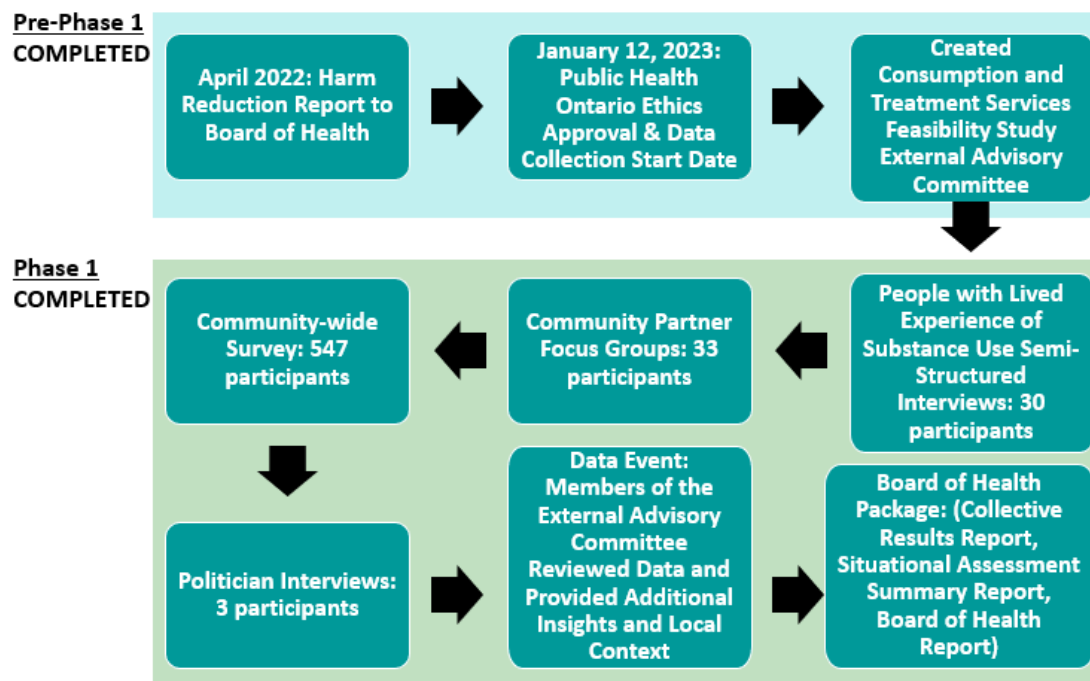 Pre-Phase 1
COMPLETED
April 2022: Harm
Reduction Report to
Board of Health
January 12, 2023:
Public Health
Ontario Ethics
Approval & Data
Collection Start Date
Created
Consumption and
Treatment Services
Feasibility Study
External Advisory
Committee
Phase 1
COMPLETED
People with Lived
Experience of
Substance Use Semi-
Structured
Interviews: 30
participants
Community Partner
Focus Groups: 33
participants
Community-wide
Survey: 547
participants
Politician Interviews:
3 participants
Data Event:
Members of the
External Advisory
Committee
Reviewed Data and
Provided Additional
Insights and Local
Context
Board of Health
Package: (Collective
Results Report,
Situational Assessment
Summary Report,
Board of Health
Report)